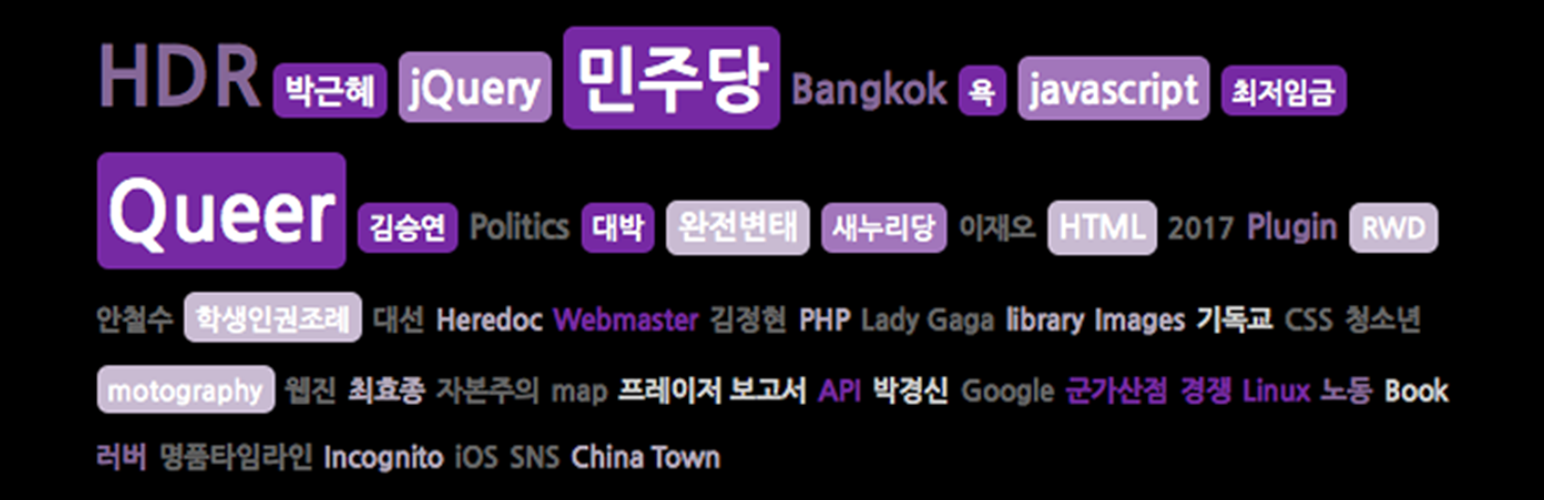 HDR 박근혜 jQuery 민주당 Bangkok 욕 javascript 최저임금
Queer 김승연 Politics 대박 완전변태 새누리당 이재오 HTML 2017 Plugin RWD
안철수 학생인권조례 대선 Heredoc Webmaster 김정현 PHP Lady Gaga library Images 기독교 CSS 청소년
motography 웹진 최효종 자본주의 map 프레이저 보고서 API 박경신 Google 군가산점 경쟁 Linux 노동 Book
러버 명품타임라인 Incognito iOS SNS China Town